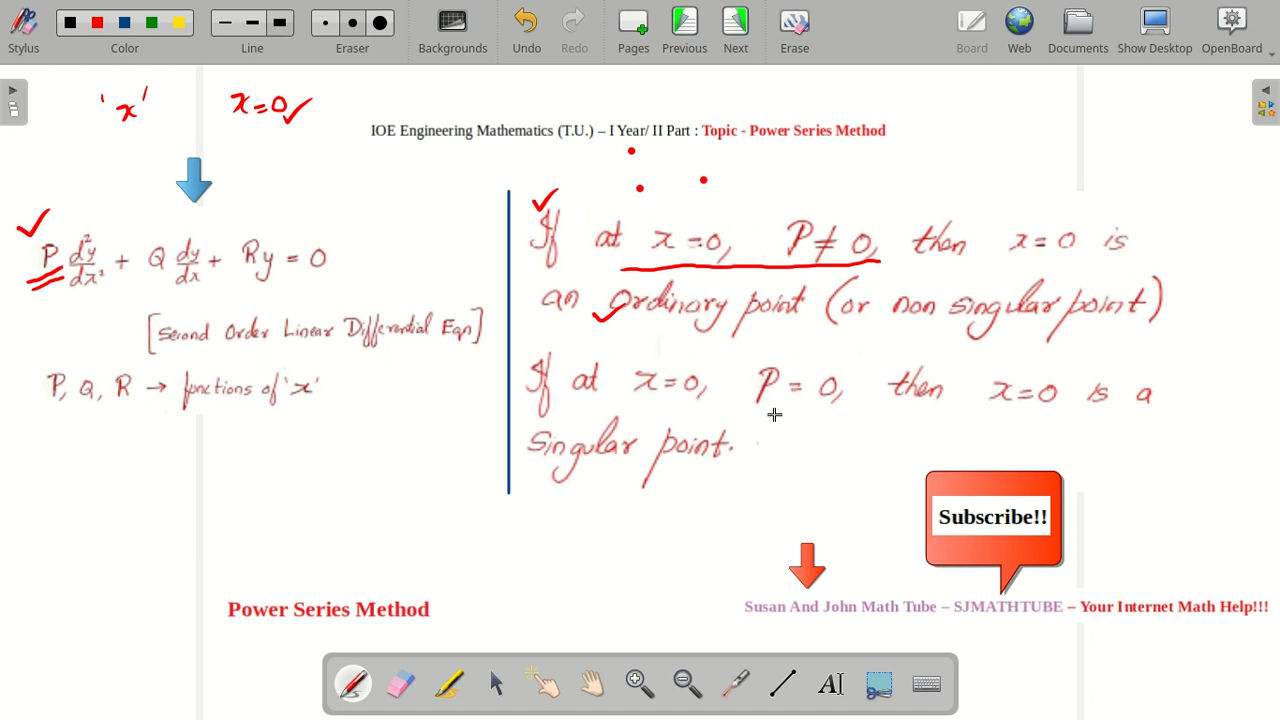 Stylus
Color
Line
Eraser
Backgrounds
Undo
Redo
Pages
Previous
Next
Erase
Board
Web
Documents
Show Desktop
OpenBoard
'x' x=0✓
IOE Engineering Mathematics (T.U.) – I Year/ II Part : Topic - Power Series Method
P d²y/dx² + Q dy/dx + Ry = 0
[Second Order Linear Differential Eqn]
P, Q, R → functions of 'x'
If at x=0, P≠0, then x=0 is
an Ordinary point (or non singular point)
If at x=0, P=0, then x=0 is a
Singular point.
Subscribe!!
Power Series Method
Susan And John Math Tube – SJMATHTUBE – Your Internet Math Help!!!
AI